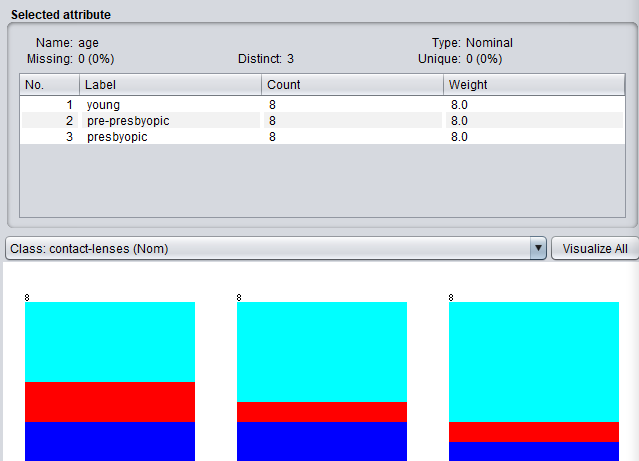 Selected attribute
Name: age Type: Nominal
Missing: 0 (0%) Distinct: 3 Unique: 0 (0%)
No. Label Count Weight
1 young 8 8.0
2 pre-presbyopic 8 8.0
3 presbyopic 8 8.0
Class: contact-lenses (Nom) Visualize All
8 8 8